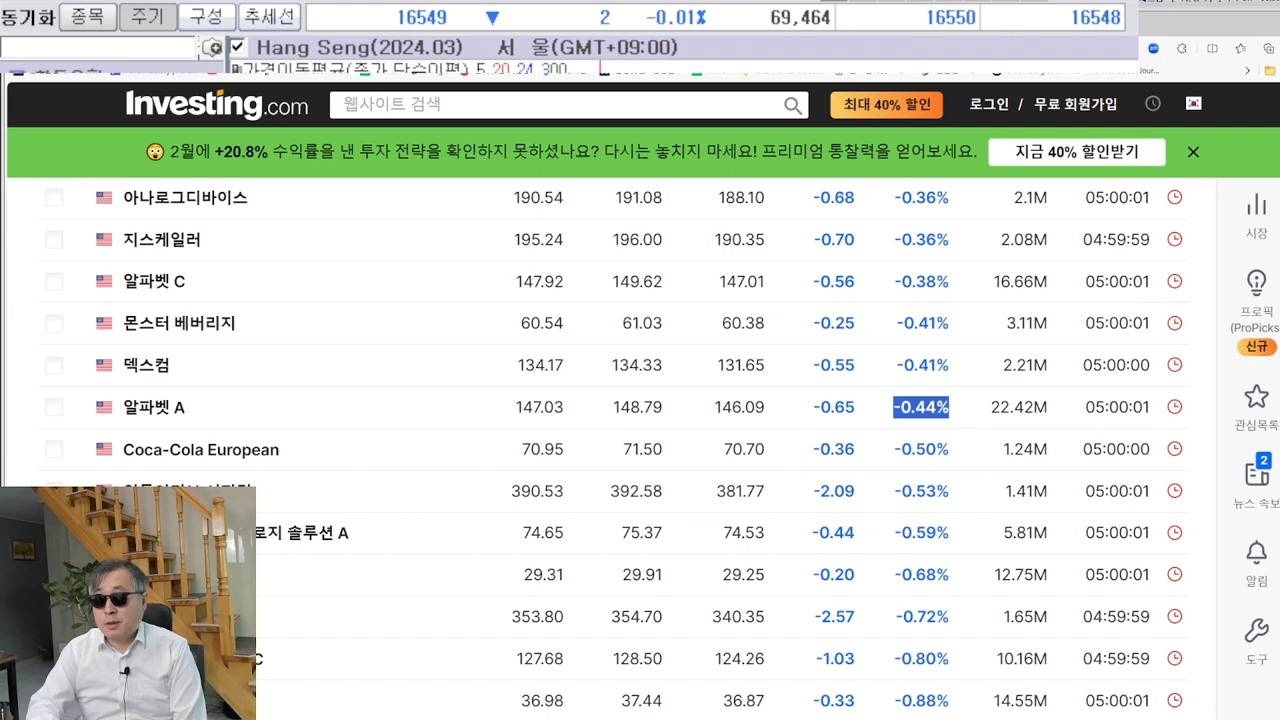 동기화 종목 주기 구성 추세선 16549 ▼ 2 -0.01% 69,464 16550 16548
Hang Seng(2024.03) 서 울(GMT+09:00)
가격이동평균(종가 단순이평) 5 20 24 300
Investing.com 웹사이트 검색 최대 40% 할인 로그인 / 무료 회원가입
2월에 +20.8% 수익률을 낸 투자 전략을 확인하지 못하셨나요? 다시는 놓치지 마세요! 프리미엄 통찰력을 얻어보세요. 지금 40% 할인받기
아나로그디바이스 190.54 191.08 188.10 -0.68 -0.36% 2.1M 05:00:01
시장
지스케일러 195.24 196.00 190.35 -0.70 -0.36% 2.08M 04:59:59
알파벳 C 147.92 149.62 147.01 -0.56 -0.38% 16.66M 05:00:01
프로픽
(ProPicks
몬스터 베버리지 60.54 61.03 60.38 -0.25 -0.41% 3.11M 05:00:01
신규
덱스컴 134.17 134.33 131.65 -0.55 -0.41% 2.21M 05:00:00
알파벳 A 147.03 148.79 146.09 -0.65 -0.44% 22.42M 05:00:01
관심목록
Coca-Cola European 70.95 71.50 70.70 -0.36 -0.50% 1.24M 05:00:00
2
390.53 392.58 381.77 -2.09 -0.53% 1.41M 05:00:01
뉴스 속보
로지 솔루션 A 74.65 75.37 74.53 -0.44 -0.59% 5.81M 05:00:01
29.31 29.91 29.25 -0.20 -0.68% 12.75M 05:00:01
알림
353.80 354.70 340.35 -2.57 -0.72% 1.65M 04:59:59
C 127.68 128.50 124.26 -1.03 -0.80% 10.16M 04:59:59
도구
36.98 37.44 36.87 -0.33 -0.88% 14.55M 05:00:01